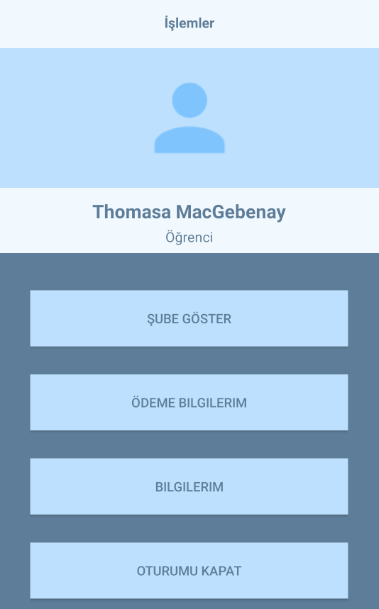 İşlemler
Thomasa MacGebenay
Öğrenci
ŞUBE GÖSTER
ÖDEME BILGILERIM
BILGILERIM
OTURUMU KAPAT